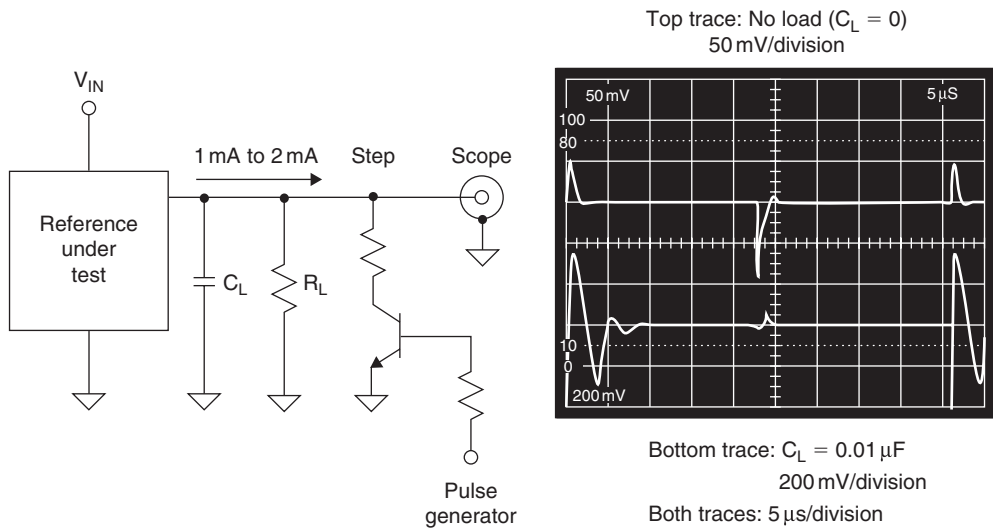 V_IN
Reference
under
test
1 mA to 2 mA
Step
Scope
C_L
R_L
Pulse
generator
Top trace: No load (C_L = 0)
50 mV/division
50 mV
5 µS
100
80
10
0
200 mV
Bottom trace: C_L = 0.01 µF
200 mV/division
Both traces: 5 µs/division